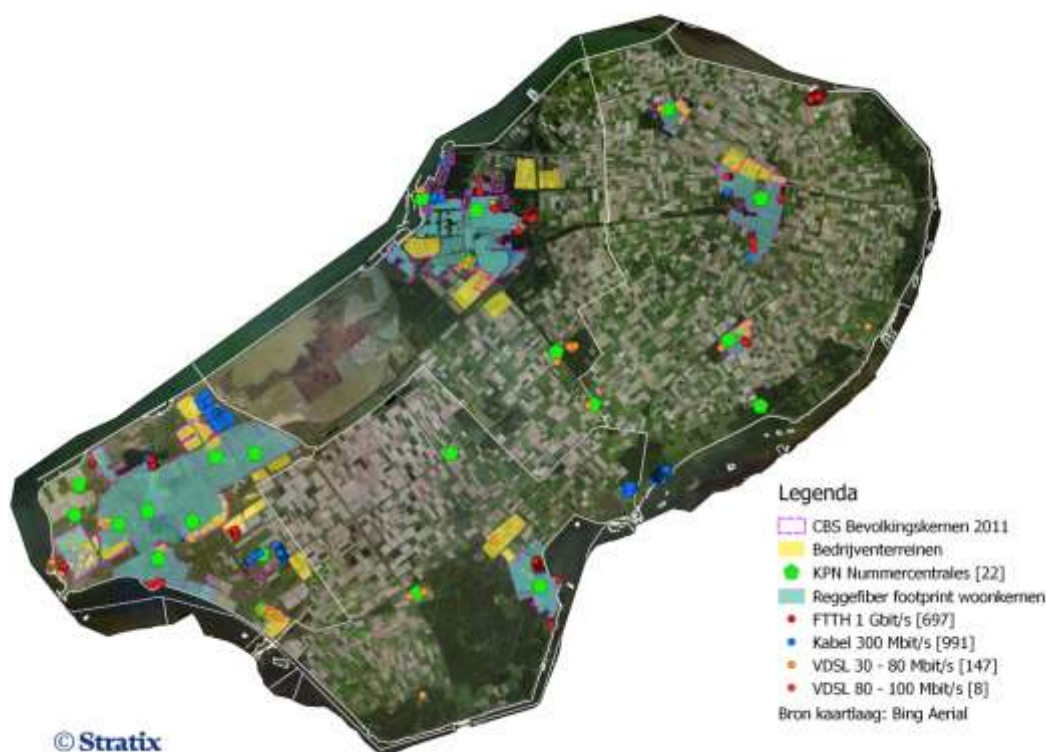 Legenda
CBS Bevolkingskernen 2011
Bedrijventerreinen
KPN Nummercentrales [22]
Reggefiber footprint woonkernen
FTTH 1 Gbit/s [697]
Kabel 300 Mbit/s [991]
VDSL 30 - 80 Mbit/s [147]
VDSL 80 - 100 Mbit/s [8]
Bron kaartlaag: Bing Aerial
© Stratix